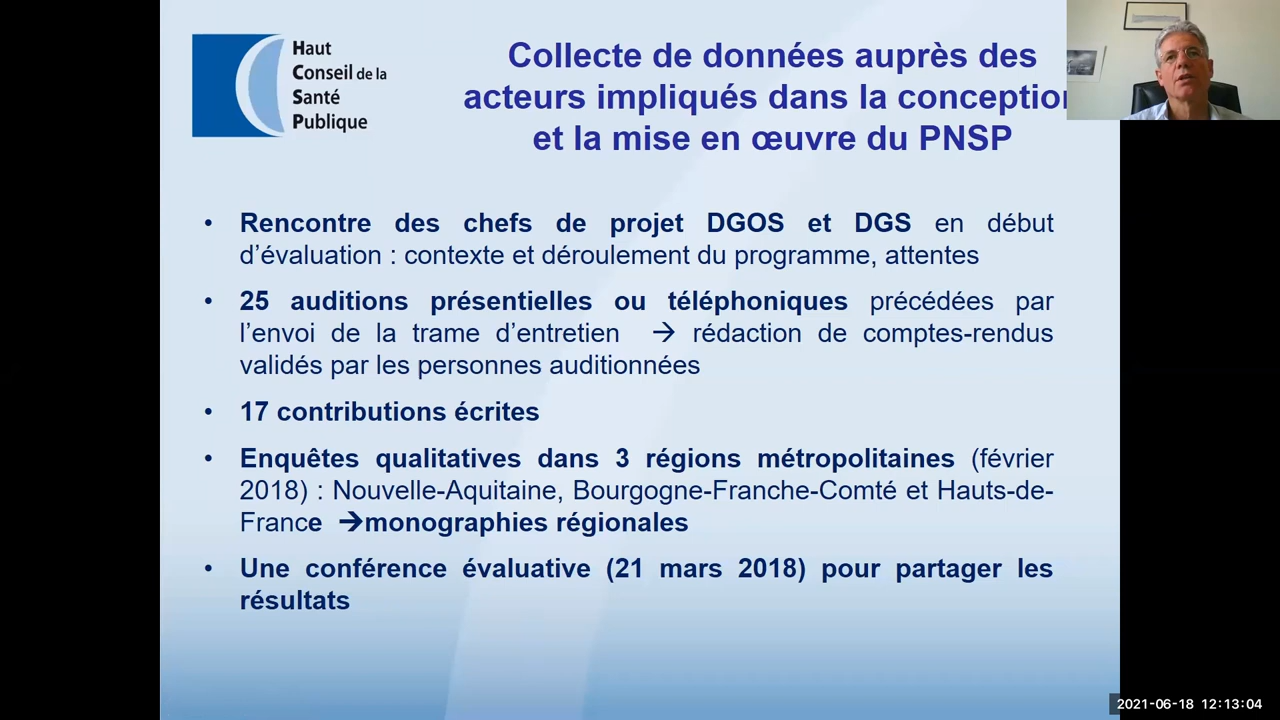 Haut
Conseil de la
Santé
Publique
Collecte de données auprès des
acteurs impliqués dans la conceptio
et la mise en œuvre du PNSP
• Rencontre des chefs de projet DGOS et DGS en début
d’évaluation : contexte et déroulement du programme, attentes
• 25 auditions présentielles ou téléphoniques précédées par
l’envoi de la trame d’entretien → rédaction de comptes-rendus
validés par les personnes auditionnées
• 17 contributions écrites
• Enquêtes qualitatives dans 3 régions métropolitaines (février
2018) : Nouvelle-Aquitaine, Bourgogne-Franche-Comté et Hauts-de-
France →monographies régionales
• Une conférence évaluative (21 mars 2018) pour partager les
résultats
2021-06-18 12:13:04